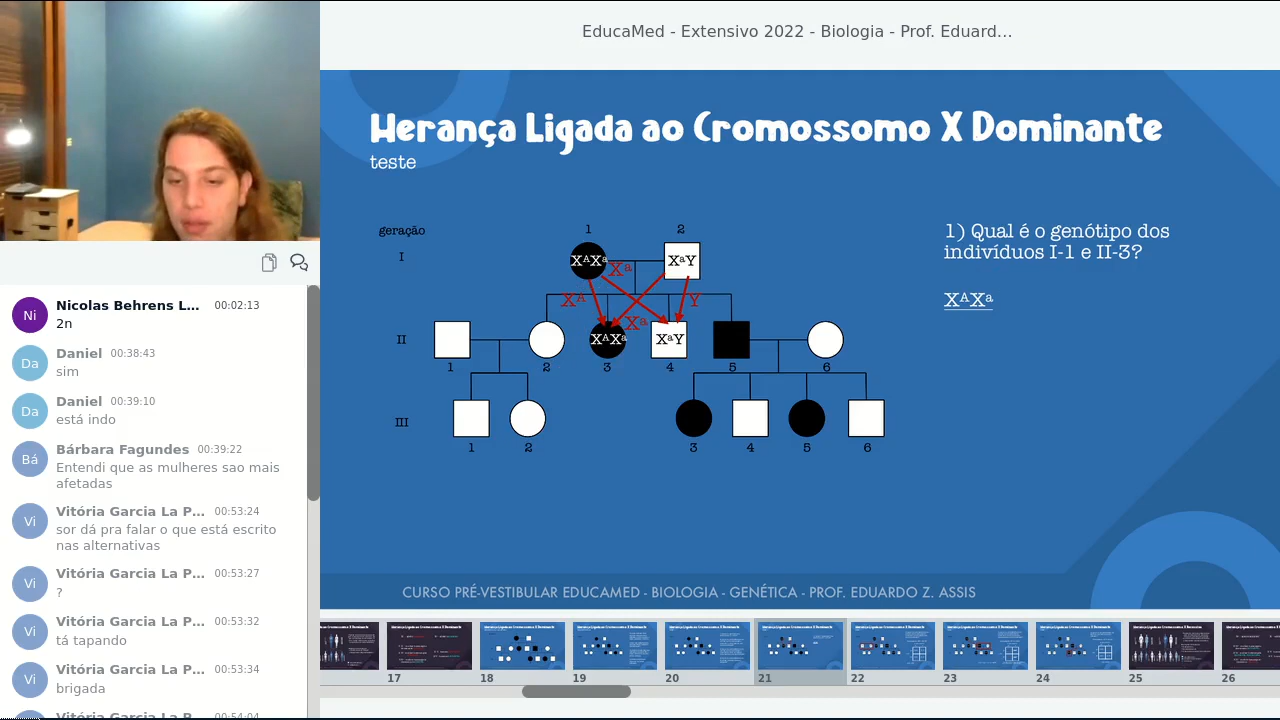 EducaMed - Extensivo 2022 - Biologia - Prof. Eduard...
Herança Ligada ao Cromossomo X Dominante
teste
geração
1
2
I
XᴬXᵃ
Xᵃ
XᵃY
Xᴬ
Y
Xᵃ
II
XᴬXᵃ
XᵃY
1
2
3
4
5
6
III
1
2
3
4
5
6
1) Qual é o genótipo dos
indivíduos I-1 e II-3?
XᴬXᵃ
CURSO PRÉ-VESTIBULAR EDUCAMED - BIOLOGIA - GENÉTICA - PROF. EDUARDO Z. ASSIS
Ni
Nicolas Behrens L... 00:02:13
2n
Da
Daniel 00:38:43
sim
Da
Daniel 00:39:10
está indo
Bá
Bárbara Fagundes 00:39:22
Entendi que as mulheres sao mais
afetadas
Vi
Vitória Garcia La P... 00:53:24
sor dá pra falar o que está escrito
nas alternativas
Vi
Vitória Garcia La P... 00:53:27
?
Vi
Vitória Garcia La P... 00:53:32
tá tapando
Vi
Vitória Garcia La P... 00:53:34
brigada
Vitória Garcia La P... 00:54:04
17
18
19
20
21
22
23
24
25
26